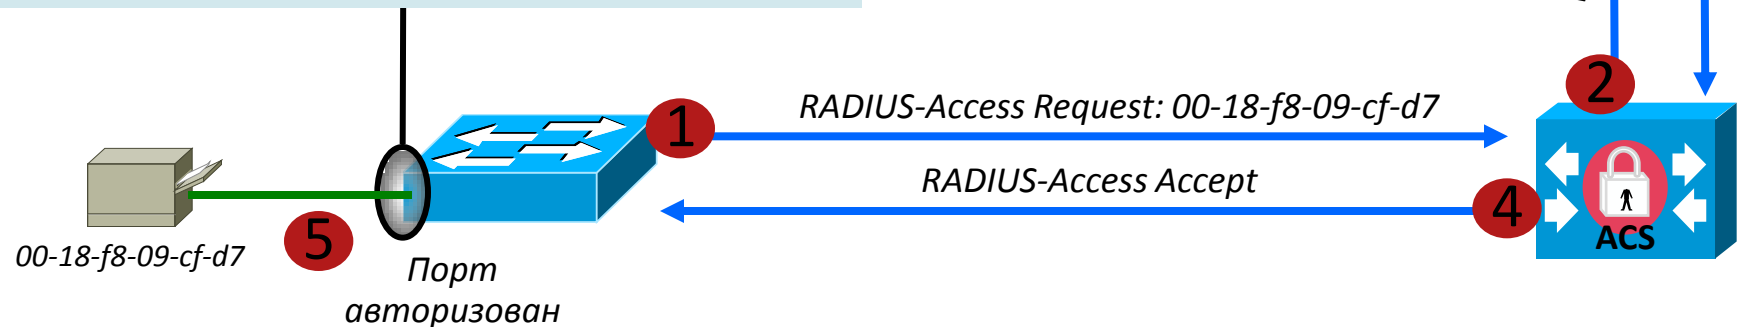 2
RADIUS-Access Request: 00-18-f8-09-cf-d7
1
RADIUS-Access Accept
4
ACS
5
00-18-f8-09-cf-d7
Порт
авторизован